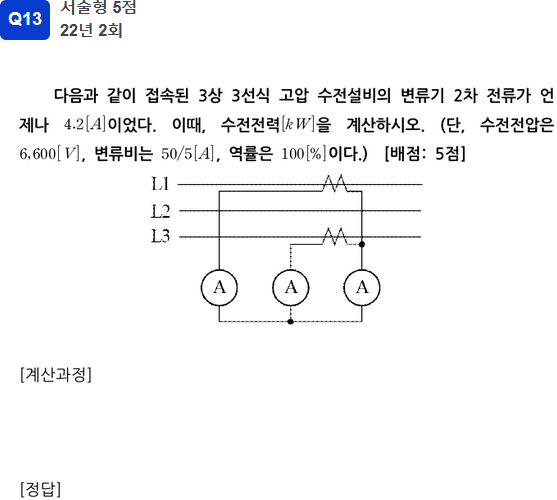 Q13 서술형 5점
22년 2회
다음과 같이 접속된 3상 3선식 고압 수전설비의 변류기 2차 전류가 언
제나 4.2[A]이었다. 이때, 수전전력[kW]을 계산하시오. (단, 수전전압은
6,600[V], 변류비는 50/5[A], 역률은 100[%]이다.) [배점: 5점]
L1
L2
L3
A A A
[계산과정]
[정답]